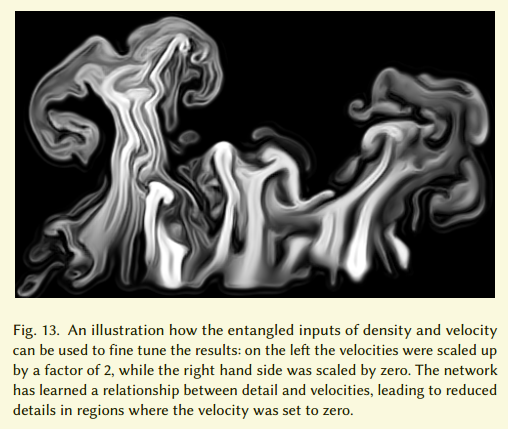 Fig. 13. An illustration how the entangled inputs of density and velocity
can be used to fine tune the results: on the left the velocities were scaled up
by a factor of 2, while the right hand side was scaled by zero. The network
has learned a relationship between detail and velocities, leading to reduced
details in regions where the velocity was set to zero.